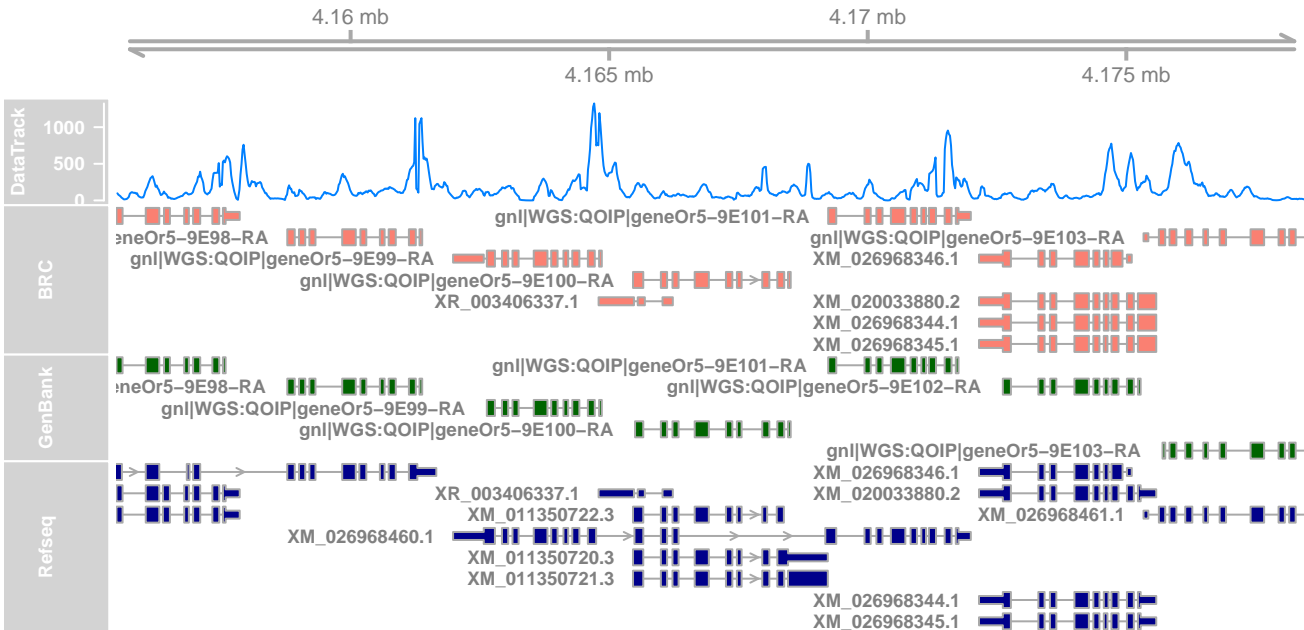 4.16 mb
4.17 mb
4.165 mb
4.175 mb
DataTrack
1000
500
0
BRC
gnl|WGS:QOIP|geneOr5−9E101−RA
eneOr5−9E98−RA
gnl|WGS:QOIP|geneOr5−9E103−RA
gnl|WGS:QOIP|geneOr5−9E99−RA
XM_026968346.1
gnl|WGS:QOIP|geneOr5−9E100−RA
XR_003406337.1
XM_020033880.2
XM_026968344.1
XM_026968345.1
GenBank
gnl|WGS:QOIP|geneOr5−9E101−RA
neOr5−9E98−RA
gnl|WGS:QOIP|geneOr5−9E102−RA
gnl|WGS:QOIP|geneOr5−9E99−RA
gnl|WGS:QOIP|geneOr5−9E100−RA
gnl|WGS:QOIP|geneOr5−9E103−RA
Refseq
XM_026968346.1
XR_003406337.1
XM_020033880.2
XM_011350722.3
XM_026968461.1
XM_026968460.1
XM_011350720.3
XM_011350721.3
XM_026968344.1
XM_026968345.1